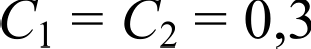 C₁ = C₂ = 0,3